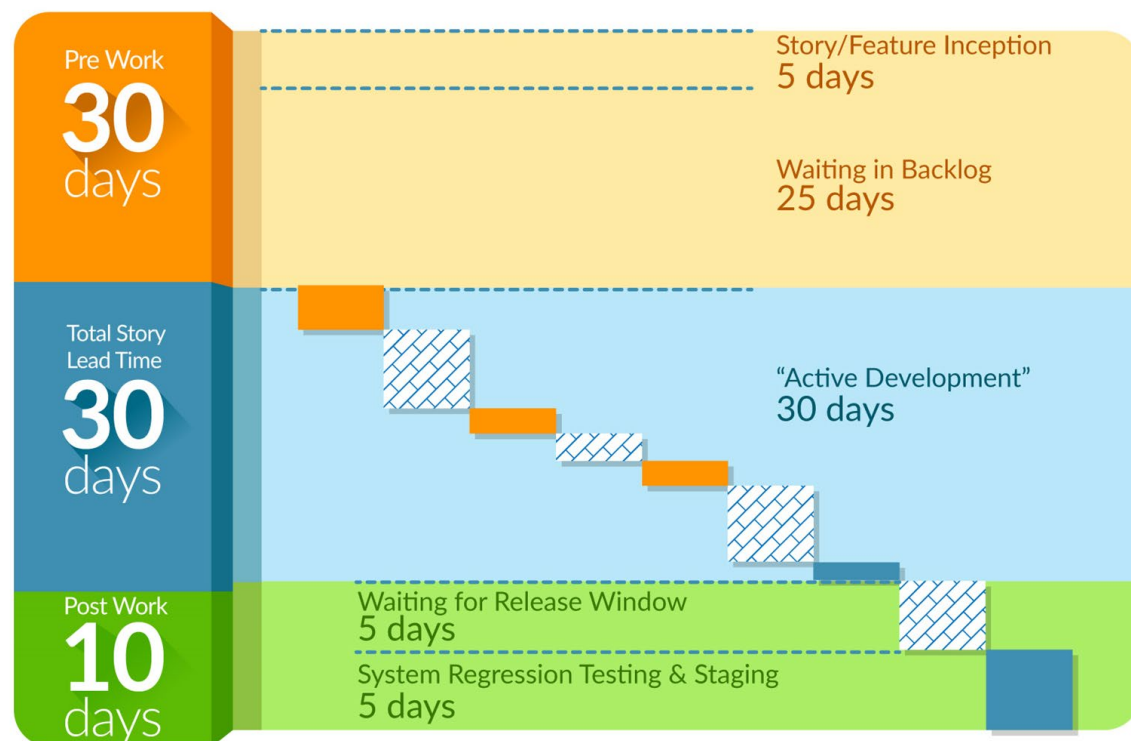 Pre Work
30
days
Story/Feature Inception
5 days
Waiting in Backlog
25 days
Total Story
Lead Time
30
days
“Active Development”
30 days
Post Work
10
days
Waiting for Release Window
5 days
System Regression Testing & Staging
5 days